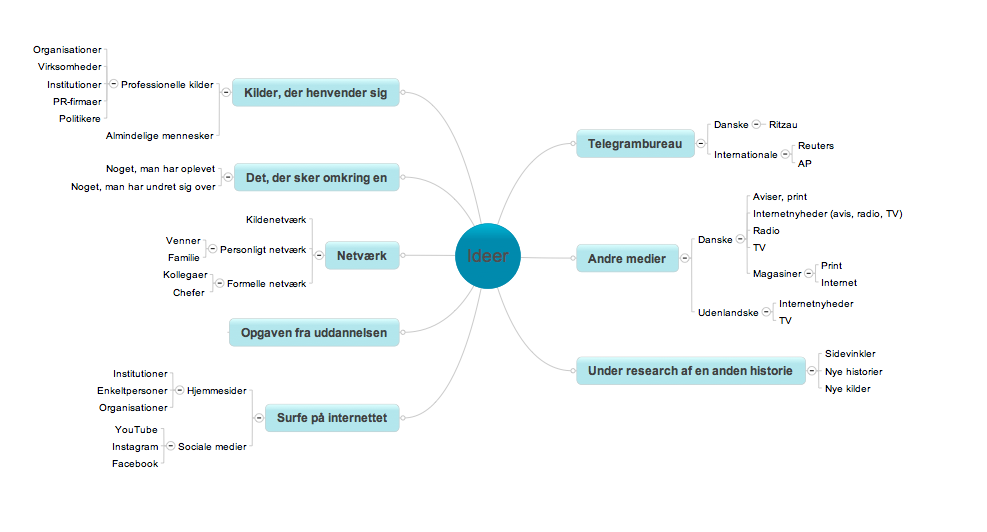 Ideer
Kilder, der henvender sig
Professionelle kilder
Organisationer
Virksomheder
Institutioner
PR-firmaer
Politikere
Almindelige mennesker
Det, der sker omkring en
Noget, man har oplevet
Noget, man har undret sig over
Netværk
Kildenetværk
Personligt netværk
Venner
Familie
Formelle netværk
Kollegaer
Chefer
Opgaven fra uddannelsen
Surfe på internettet
Hjemmesider
Institutioner
Enkeltpersoner
Organisationer
Sociale medier
YouTube
Instagram
Facebook
Telegrambureau
Danske
Ritzau
Internationale
Reuters
AP
Andre medier
Danske
Aviser, print
Internetnyheder (avis, radio, TV)
Radio
TV
Magasiner
Print
Internet
Udenlandske
Internetnyheder
TV
Under research af en anden historie
Sidevinkler
Nye historier
Nye kilder